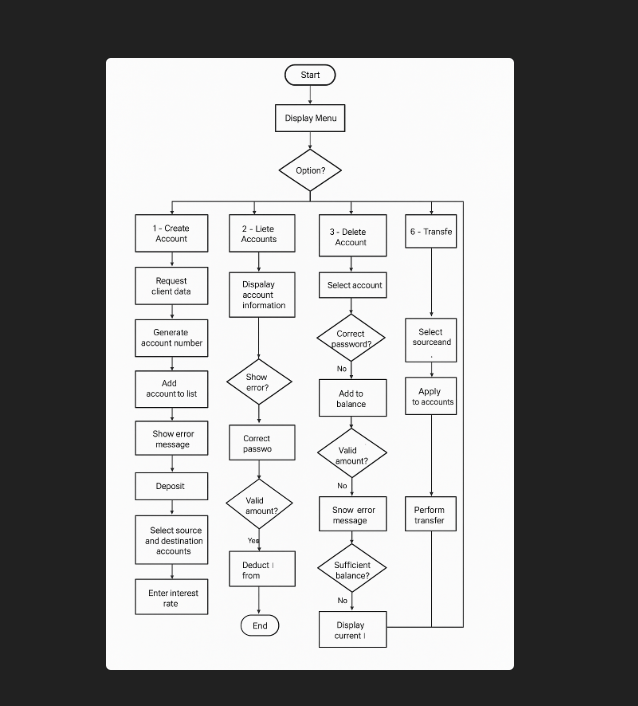 Start
Display Menu
Option?
1 - Create
Account
Request
client data
Generate
account number
Add
account to list
Show error
message
Deposit
Select source
and destination
accounts
Enter interest
rate
2 - Liete
Accounts
Dispalay
account
information
Show
error?
Correct
passwo
Valid
amount?
Yes
Deduct
from
End
3 - Delete
Account
Select account
Correct
password?
No
Add to
balance
Valid
amount?
No
Show error
message
Sufficient
balance?
No
Display
current
6 - Transfe
Select
sourceand
.
Apply
to accounts
Perform
transfer